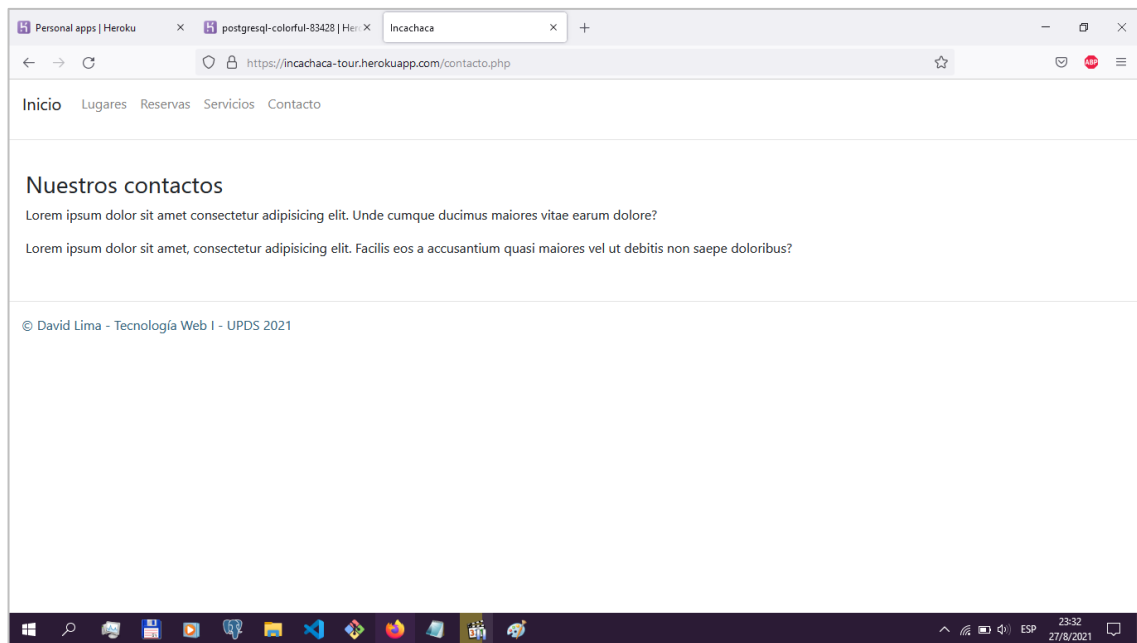 Personal apps | Heroku
postgresql-colorful-83428 | Her
Incachaca
https://incachaca-tour.herokuapp.com/contacto.php
ABP
Inicio Lugares Reservas Servicios Contacto
Nuestros contactos
Lorem ipsum dolor sit amet consectetur adipisicing elit. Unde cumque ducimus maiores vitae earum dolore?
Lorem ipsum dolor sit amet, consectetur adipisicing elit. Facilis eos a accusantium quasi maiores vel ut debitis non saepe doloribus?
© David Lima - Tecnología Web I - UPDS 2021
ESP
23:32
27/8/2021